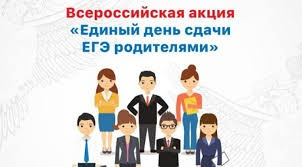 Всероссийская акция
«Единый день сдачи
ЕГЭ родителями»